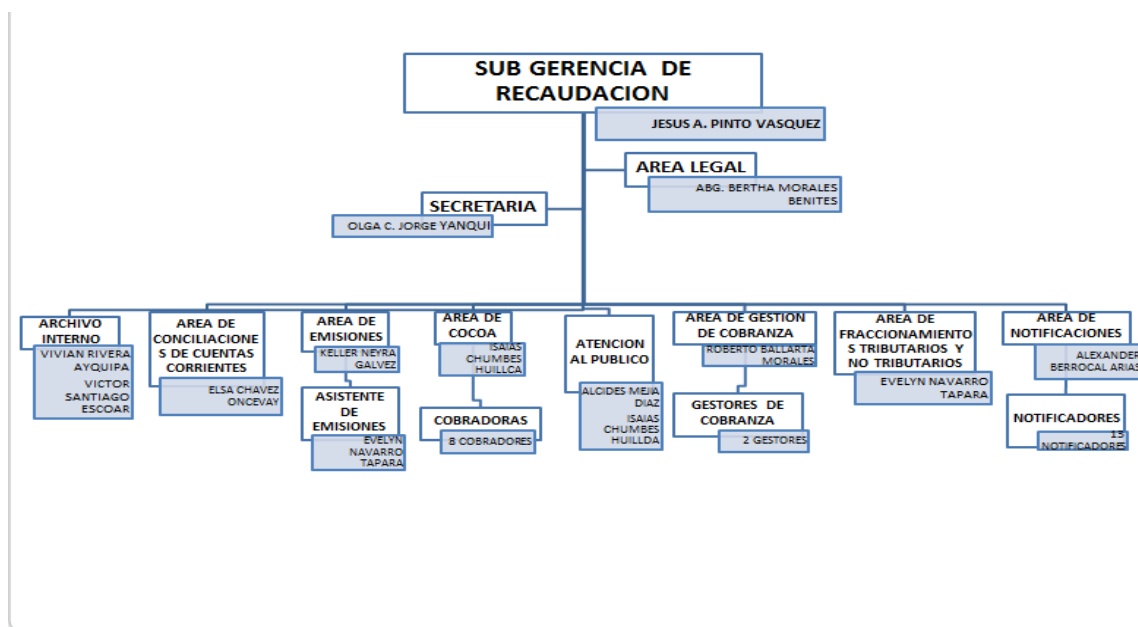 SUB GERENCIA DE
RECAUDACION
JESUS A. PINTO VASQUEZ
AREA LEGAL
ABG. BERTHA MORALES
BENITES
SECRETARIA
OLGA C. JORGE YANQUI
ARCHIVO
INTERNO
VIVIAN RIVERA
AYQUIPA
VICTOR
SANTIAGO
ESCOAR
AREA DE
CONCILIACIONE
S DE CUENTAS
CORRIENTES
ELSA CHAVEZ
ONCEVAY
AREA DE
EMISIONES
KELLER NEYRA
GALVEZ
ASISTENTE
DE
EMISIONES
EVELYN
NAVARRO
TAPARA
AREA DE
COCOA
ISAIAS
CHUMBES
HUILLCA
COBRADORAS
8 COBRADORES
ATENCION
AL PUBLICO
ALCIDES MEJIA
DIAZ
ISAIAS
CHUMBES
HUILLDA
AREA DE GESTION
DE COBRANZA
ROBERTO BALLARTA
MORALES
GESTORES DE
COBRANZA
2 GESTORES
AREA DE
FRACCIONAMIENTO
S TRIBUTARIOS Y
NO TRIBUTARIOS
EVELYN NAVARRO
TAPARA
AREA DE
NOTIFICACIONES
ALEXANDER
BERROCAL ARIAS
NOTIFICADORES
NOTIFICADORES